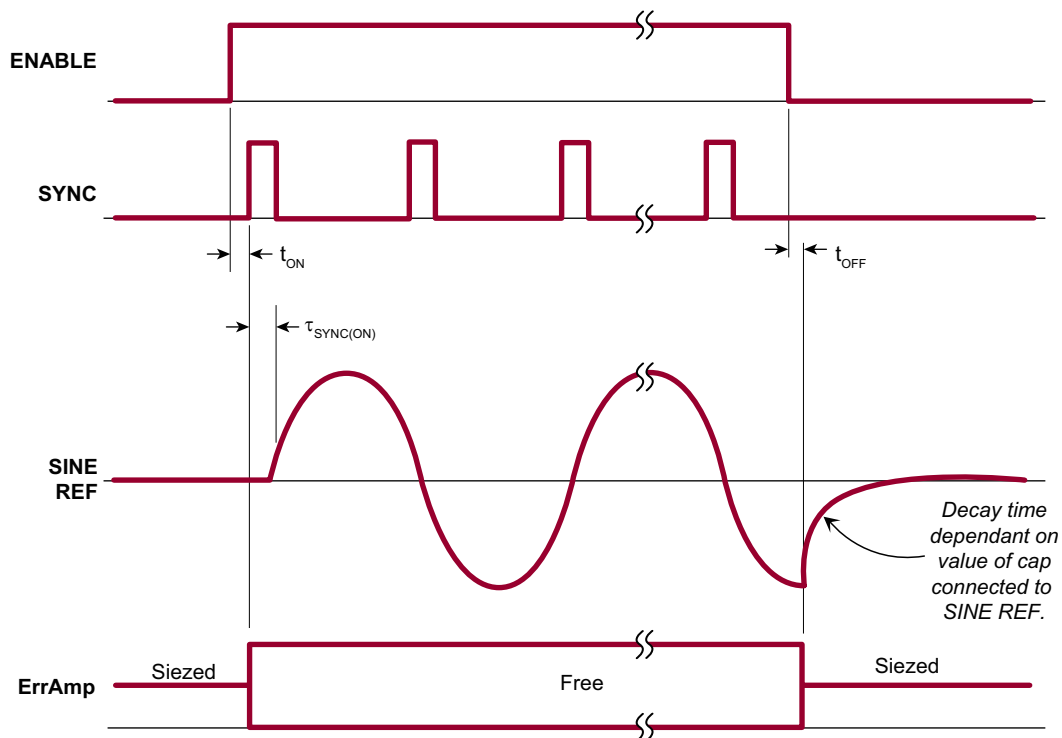 ENABLE
SYNC
tON
tOFF
τSYNC(ON)
SINE
REF
Decay time
dependant on
value of cap
connected to
SINE REF.
ErrAmp
Siezed
Free
Siezed